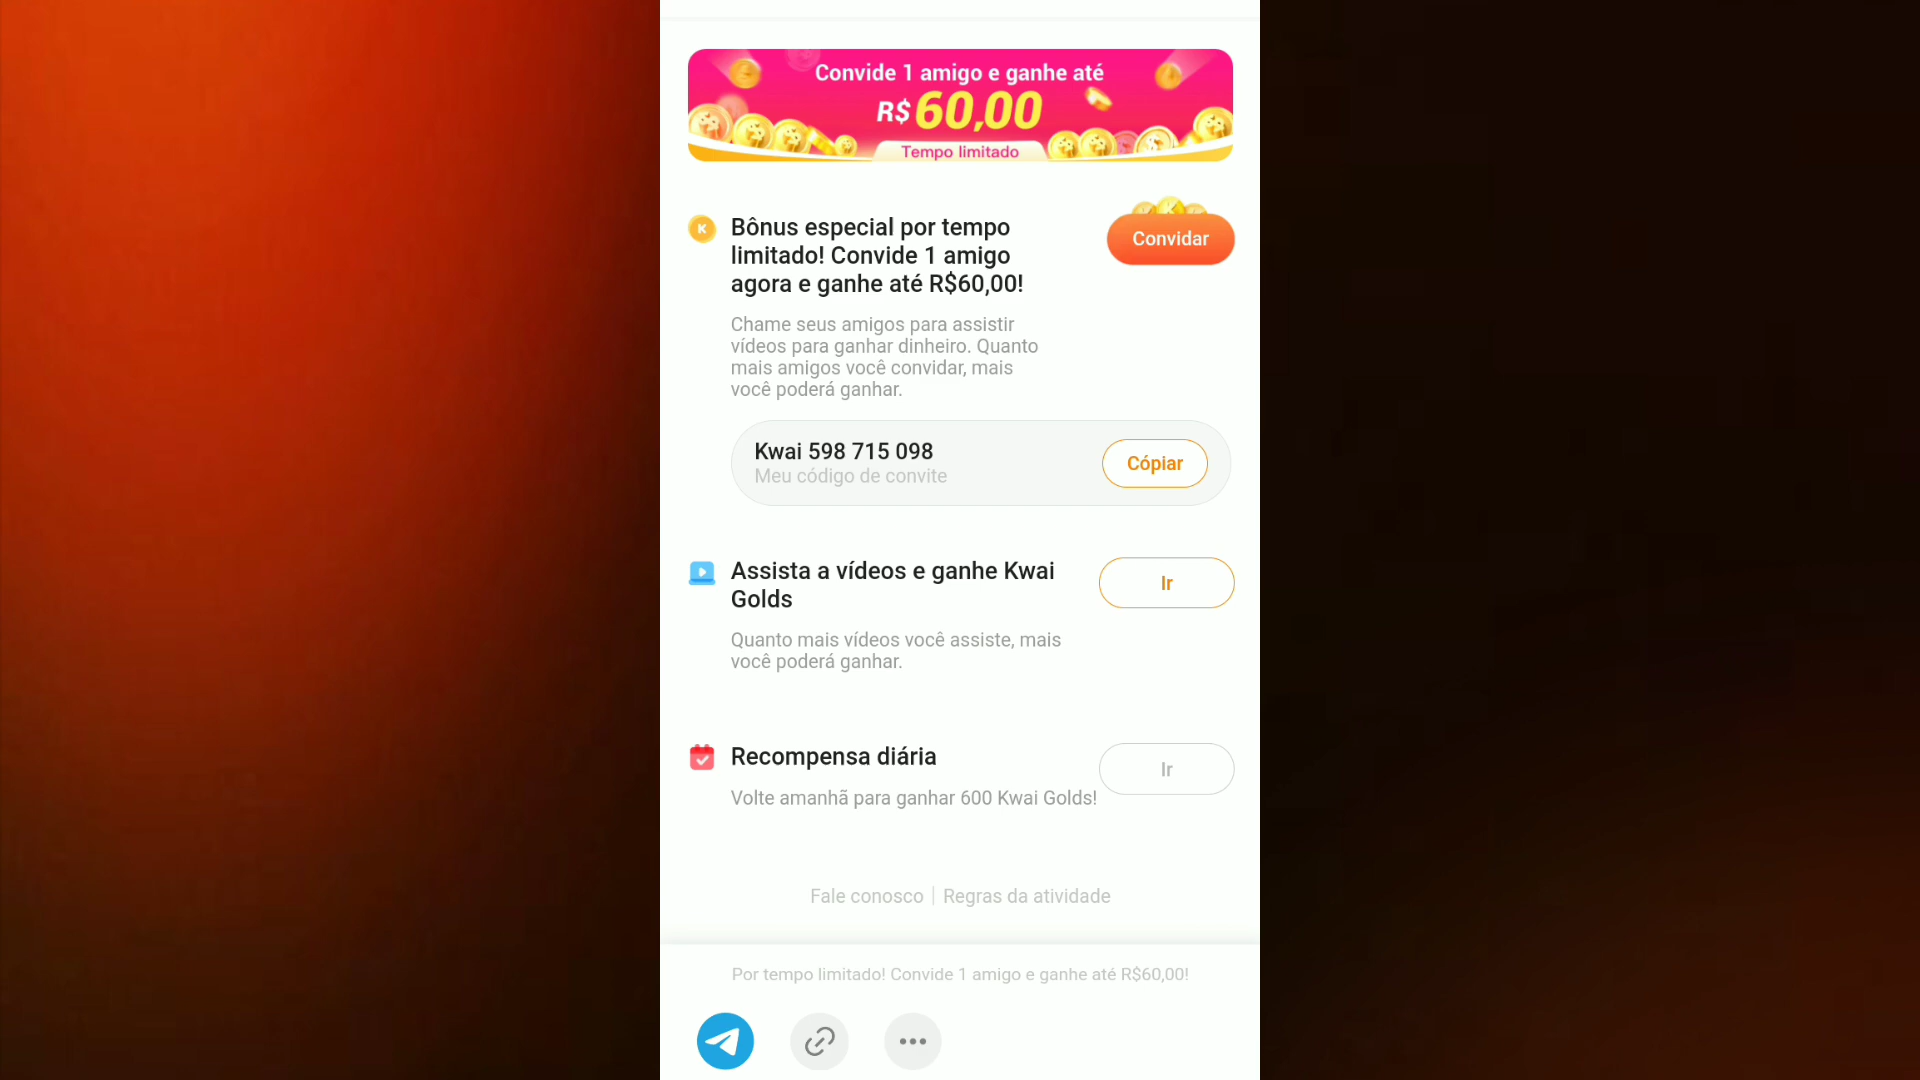 Convide 1 amigo e ganhe até
R$ 60,00
Tempo limitado
Bônus especial por tempo
limitado! Convide 1 amigo
agora e ganhe até R$60,00!
Convidar
Chame seus amigos para assistir
vídeos para ganhar dinheiro. Quanto
mais amigos você convidar, mais
você poderá ganhar.
Kwai 598 715 098
Meu código de convite
Cópiar
Assista a vídeos e ganhe Kwai
Golds
Ir
Quanto mais vídeos você assiste, mais
você poderá ganhar.
Recompensa diária
Ir
Volte amanhã para ganhar 600 Kwai Golds!
Fale conosco | Regras da atividade
Por tempo limitado! Convide 1 amigo e ganhe até R$60,00!